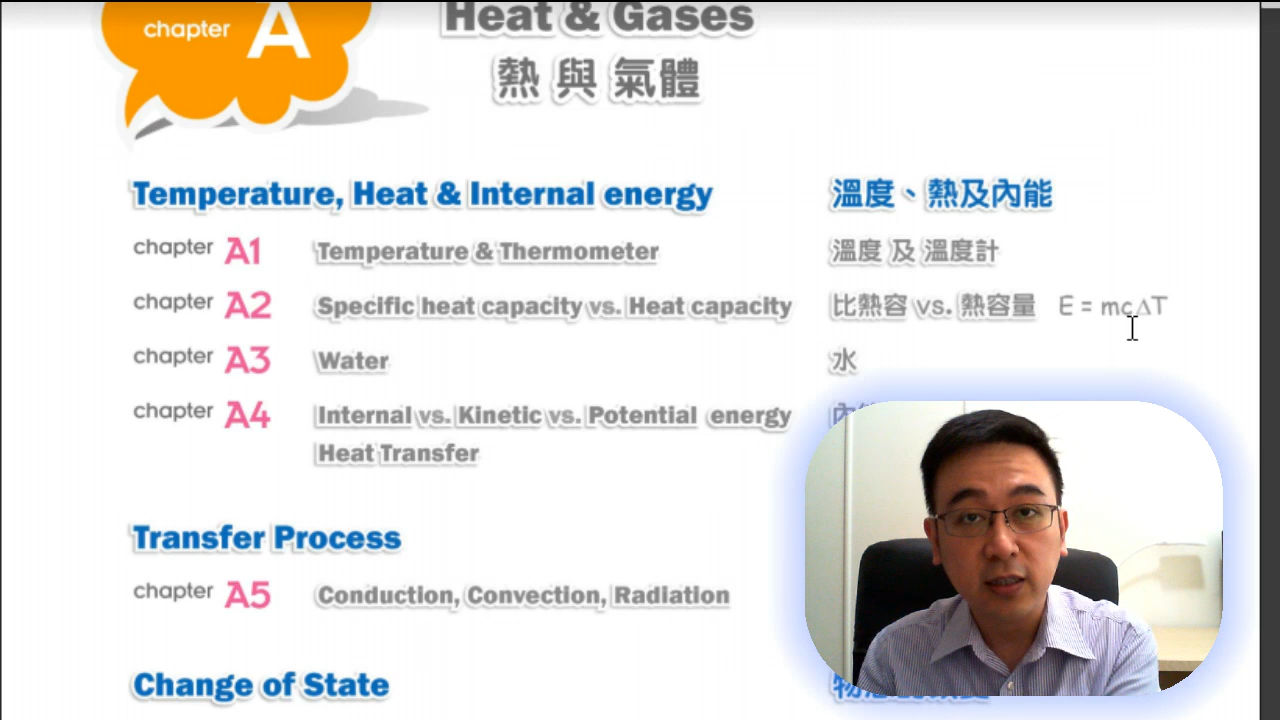 chapter A
Heat & Gases
熱 與 氣體
Temperature, Heat & Internal energy 溫度、熱及內能
chapter A1 Temperature & Thermometer 溫度 及 溫度計
chapter A2 Specific heat capacity vs. Heat capacity 比熱容 vs. 熱容量 E = mc∆T
chapter A3 Water 水
chapter A4 Internal vs. Kinetic vs. Potential energy
Heat Transfer
Transfer Process
chapter A5 Conduction, Convection, Radiation
Change of State